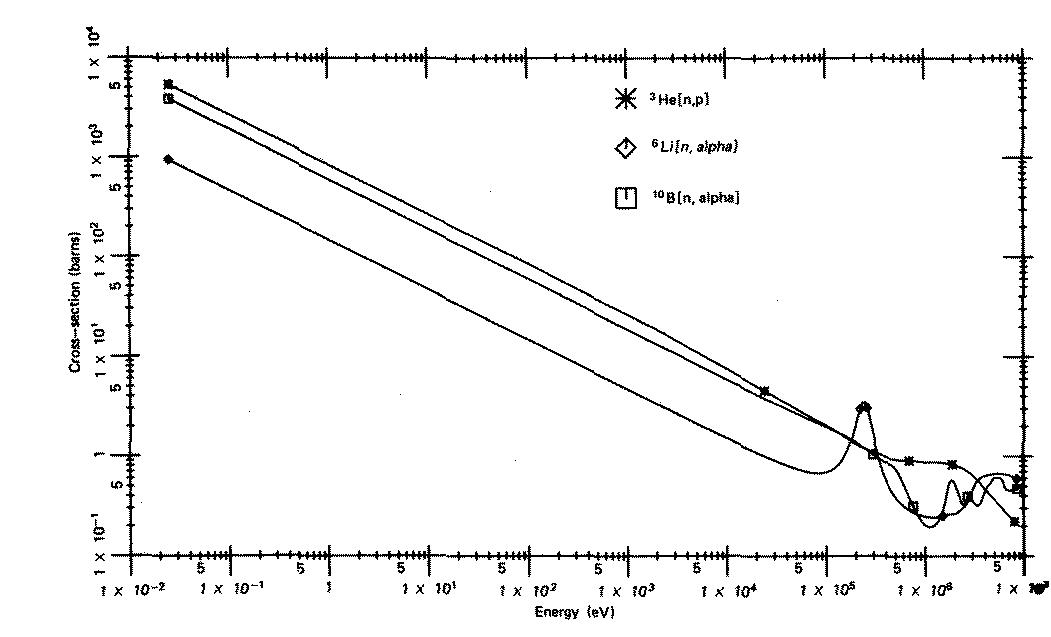 1 × 10⁴
5
1 × 10³
5
1 × 10²
5
1 × 10¹
5
1
5
1 × 10⁻¹
Cross-section (barns)
³He[n,p]
⁶Li[n, alpha]
¹⁰B[n, alpha]
5 5 5 5 5 5 5 5 5
1 × 10⁻² 1 × 10⁻¹ 1 1 × 10¹ 1 × 10² 1 × 10³ 1 × 10⁴ 1 × 10⁵ 1 × 10⁶ 1 ×
Energy (eV)